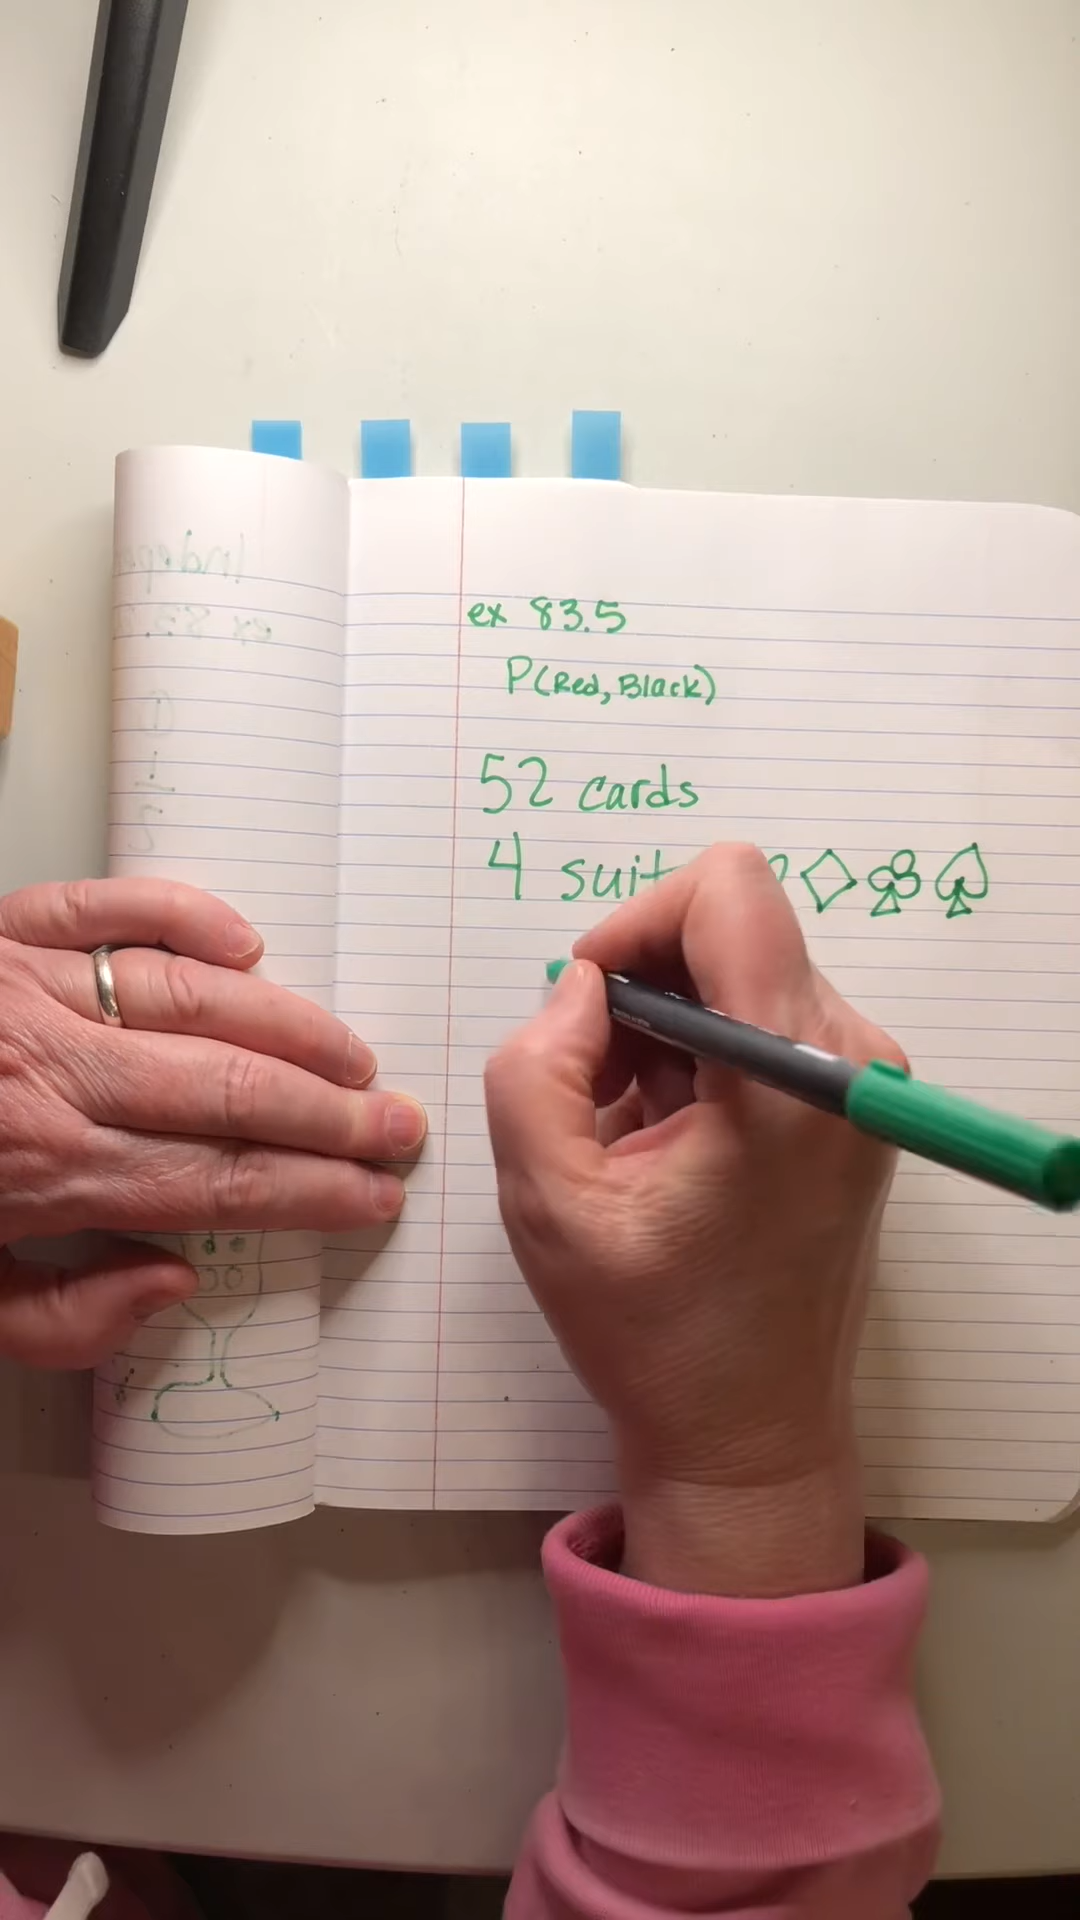 ex 83.5
P(Red, Black)
52 cards
4 suit ♡ ◇ ♧ ♤